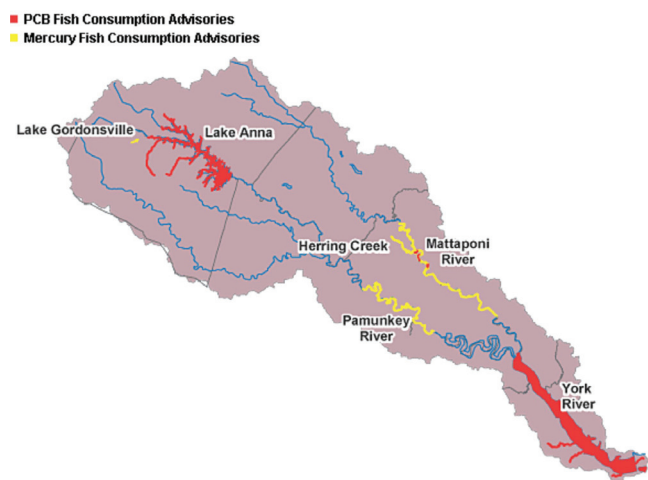 PCB Fish Consumption Advisories
Mercury Fish Consumption Advisories
Lake Gordonsville
Lake Anna
Herring Creek
Mattaponi
River
Pamunkey
River
York
River